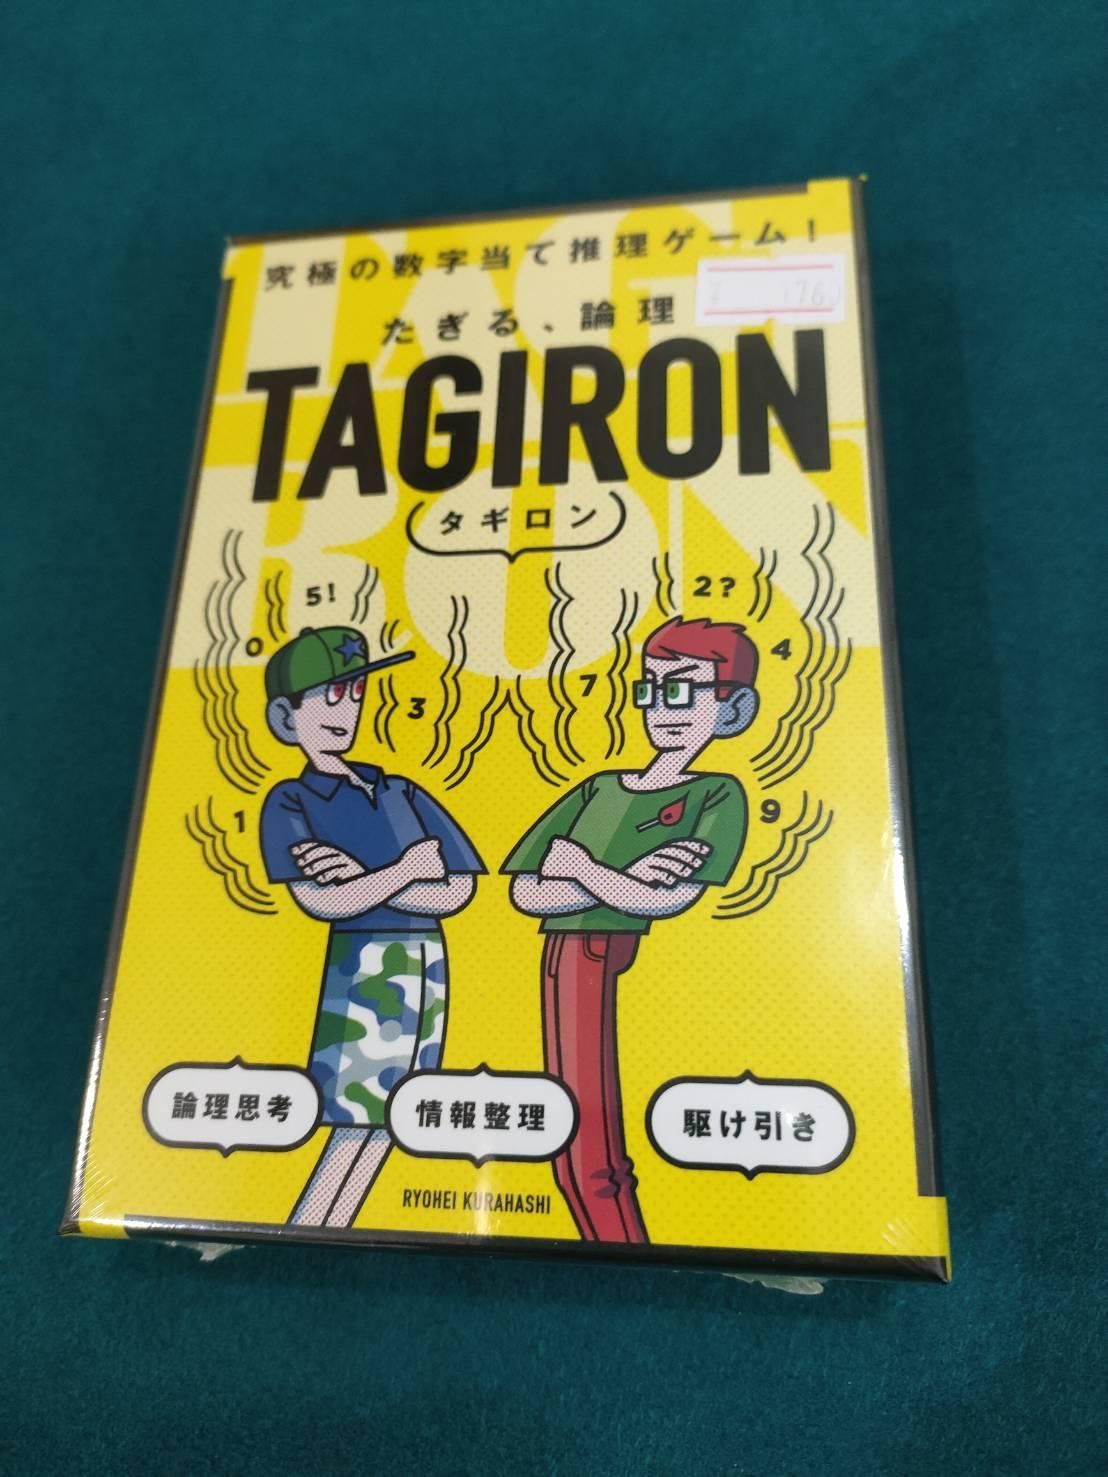 究極の数字当て推理ゲーム！
たぎる、論理
TAGIRON
タギロン
5!
2?
0
4
3
7
1
9
論理思考
情報整理
駆け引き
RYOHEI KURAHASHI